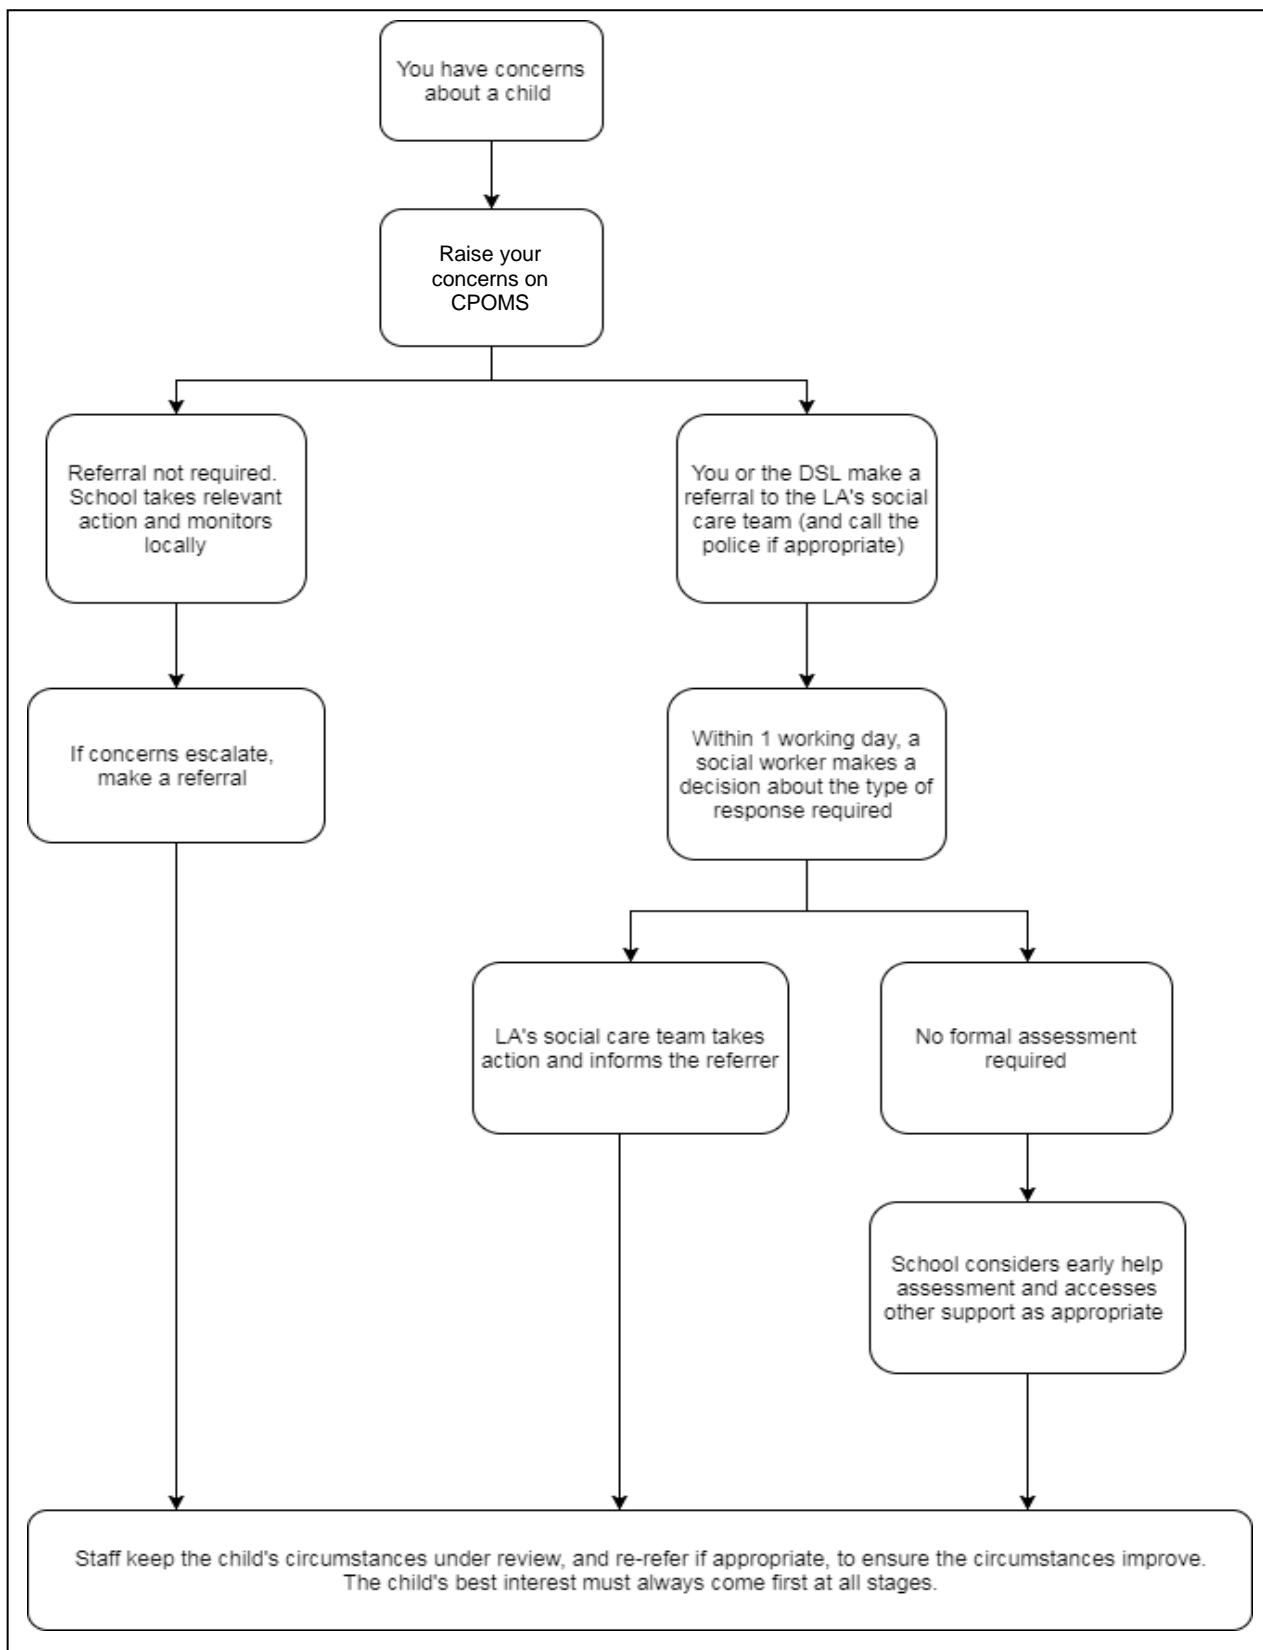 You have concerns
about a child
Raise your
concerns on
CPOMS
Referral not required.
School takes relevant
action and monitors
locally
You or the DSL make a
referral to the LA's social
care team (and call the
police if appropriate)
If concerns escalate,
make a referral
Within 1 working day, a
social worker makes a
decision about the type of
response required
LA's social care team takes
action and informs the referrer
No formal assessment
required
School considers early help
assessment and accesses
other support as appropriate
Staff keep the child's circumstances under review, and re-refer if appropriate, to ensure the circumstances improve.
The child's best interest must always come first at all stages.